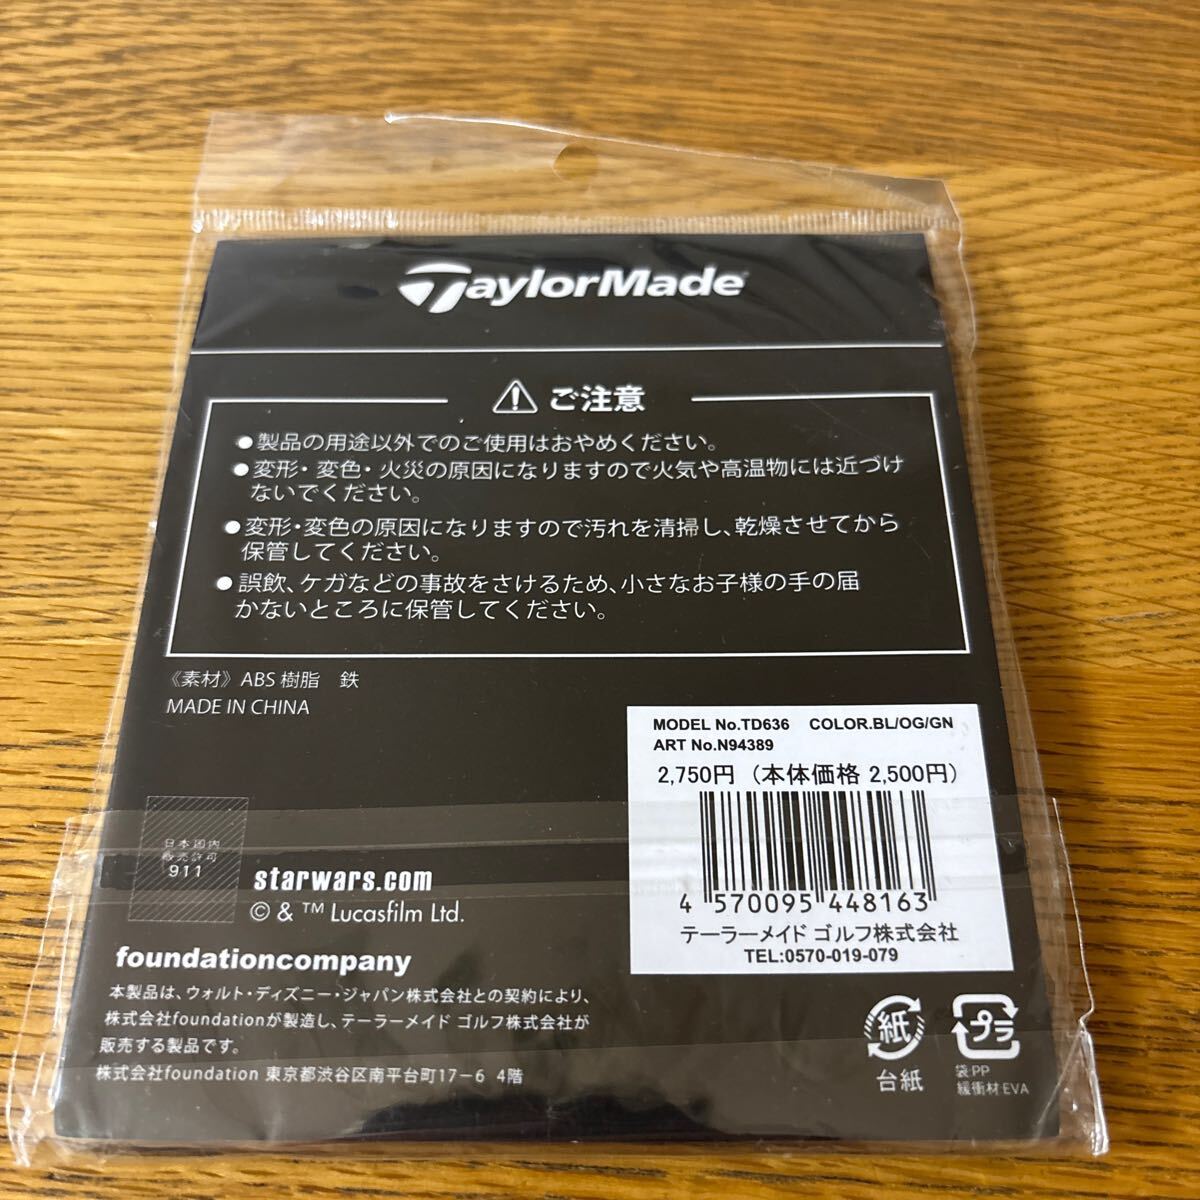 TaylorMade
ご注意
●製品の用途以外でのご使用はおやめください。
●変形・変色・火災の原因になりますので火気や高温物には近づけ
ないでください。
●変形・変色の原因になりますので汚れを清掃し、乾燥させてから
保管してください。
●誤飲、ケガなどの事故をさけるため、小さなお子様の手の届
かないところに保管してください。
《素材》ABS樹脂　鉄
MADE IN CHINA
MODEL No.TD636 COLOR.BL/OG/GN
ART No.N94389
2,750円（本体価格 2,500円）
4 570095 448163
テーラーメイド ゴルフ株式会社
TEL:0570-019-079
日本国内
販売許可
911
starwars.com
© & ™ Lucasfilm Ltd.
foundationcompany
本製品は、ウォルト・ディズニー・ジャパン株式会社との契約により、
株式会社foundationが製造し、テーラーメイド ゴルフ株式会社が
販売する製品です。
株式会社foundation 東京都渋谷区南平台町17−6 4階
紙
台紙
プラ
袋:PP
緩衝材:EVA